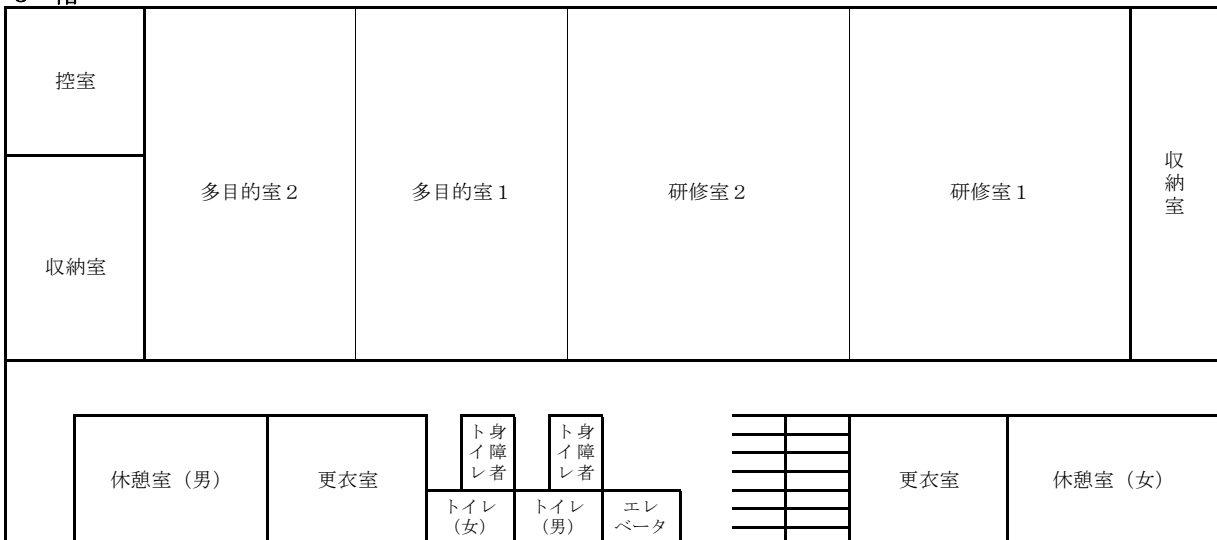 控室
収納室
多目的室２
多目的室１
研修室２
研修室１
収納室
休憩室（男）
更衣室
身障者
トイレ
身障者
トイレ
トイレ
（女）
トイレ
（男）
エレ
ベータ
更衣室
休憩室（女）